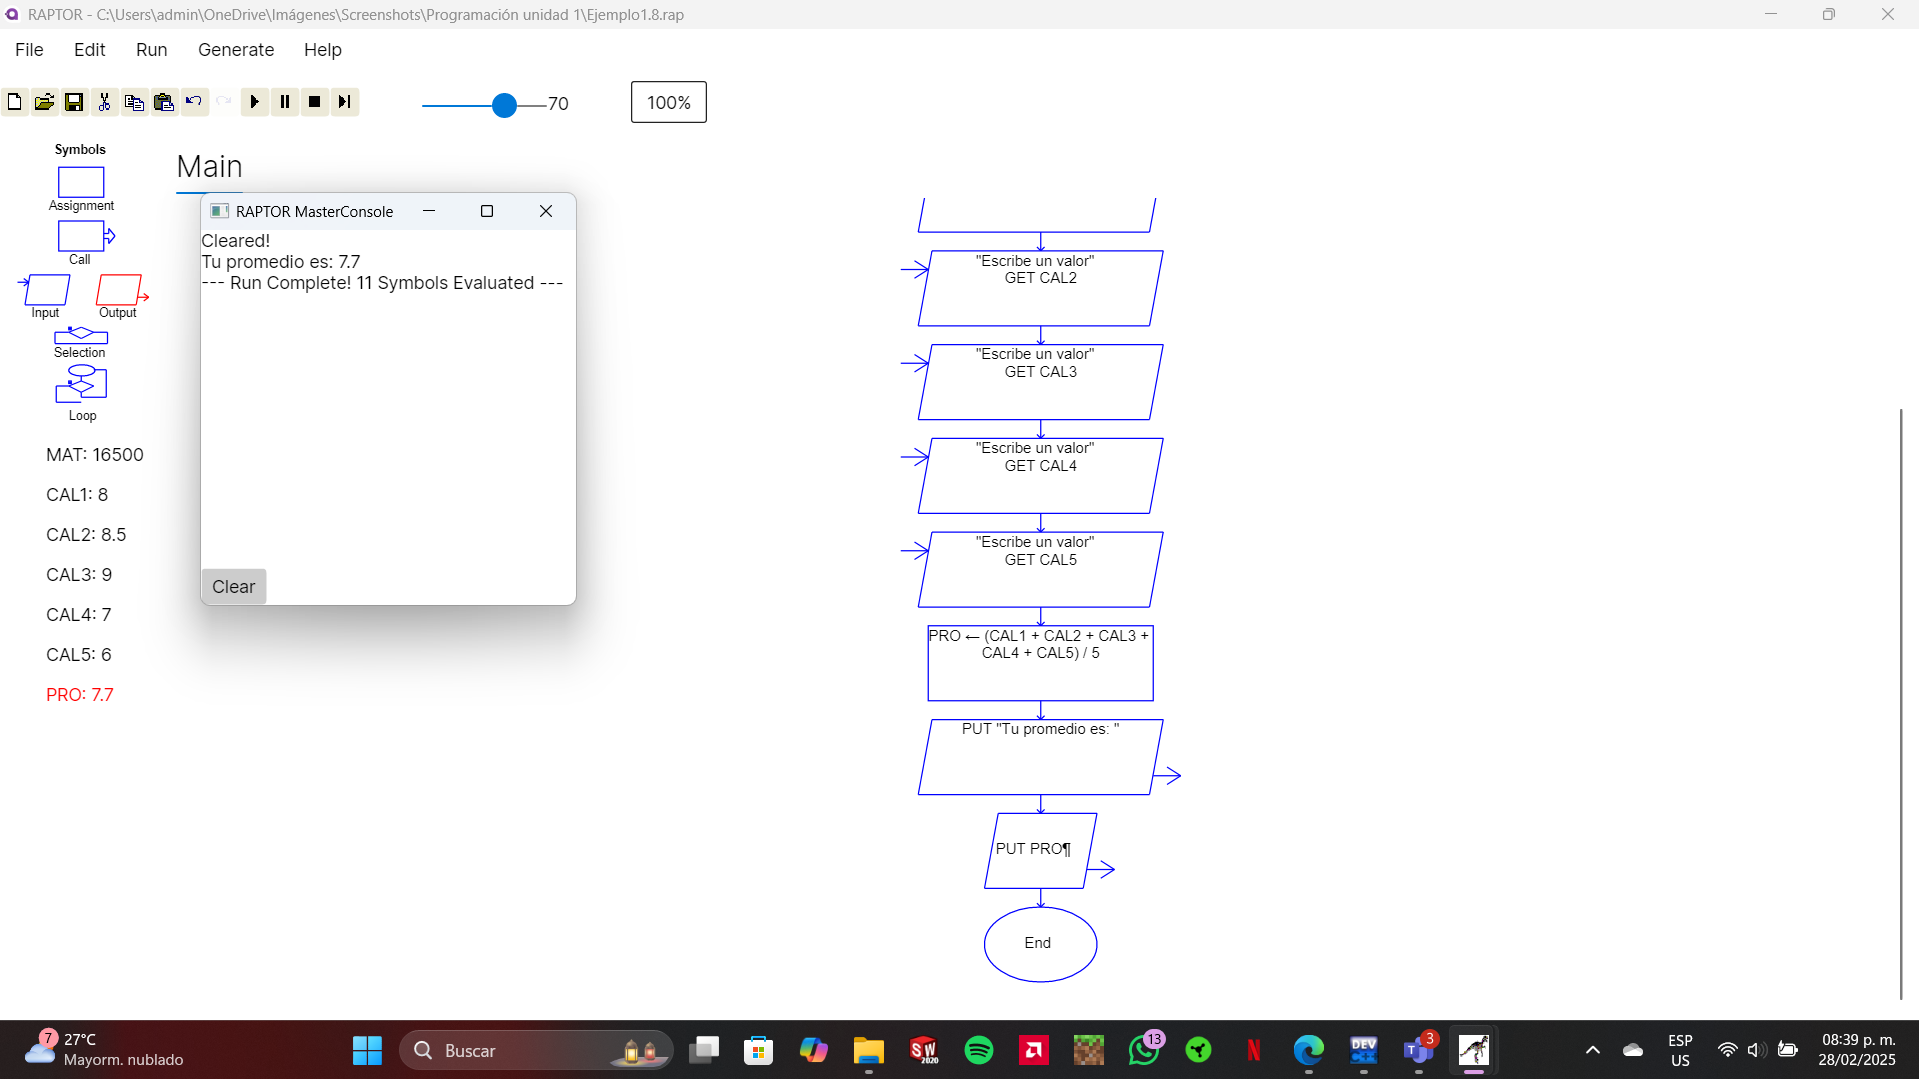 RAPTOR - C:\Users\admin\OneDrive\Imágenes\Screenshots\Programación unidad 1\Ejemplo1.8.rap
File Edit Run Generate Help
70
100%
Symbols
Assignment
Call
Input Output
Selection
Loop
MAT: 16500
CAL1: 8
CAL2: 8.5
CAL3: 9
CAL4: 7
CAL5: 6
PRO: 7.7
Main
RAPTOR MasterConsole
Cleared!
Tu promedio es: 7.7
--- Run Complete! 11 Symbols Evaluated ---
Clear
"Escribe un valor"
GET CAL2
"Escribe un valor"
GET CAL3
"Escribe un valor"
GET CAL4
"Escribe un valor"
GET CAL5
PRO ← (CAL1 + CAL2 + CAL3 +
CAL4 + CAL5) / 5
PUT "Tu promedio es: "
PUT PRO¶
End
7
27°C
Mayorm. nublado
Buscar
SW
2020
13
N
DEV
3
ESP
US
08:39 p. m.
28/02/2025